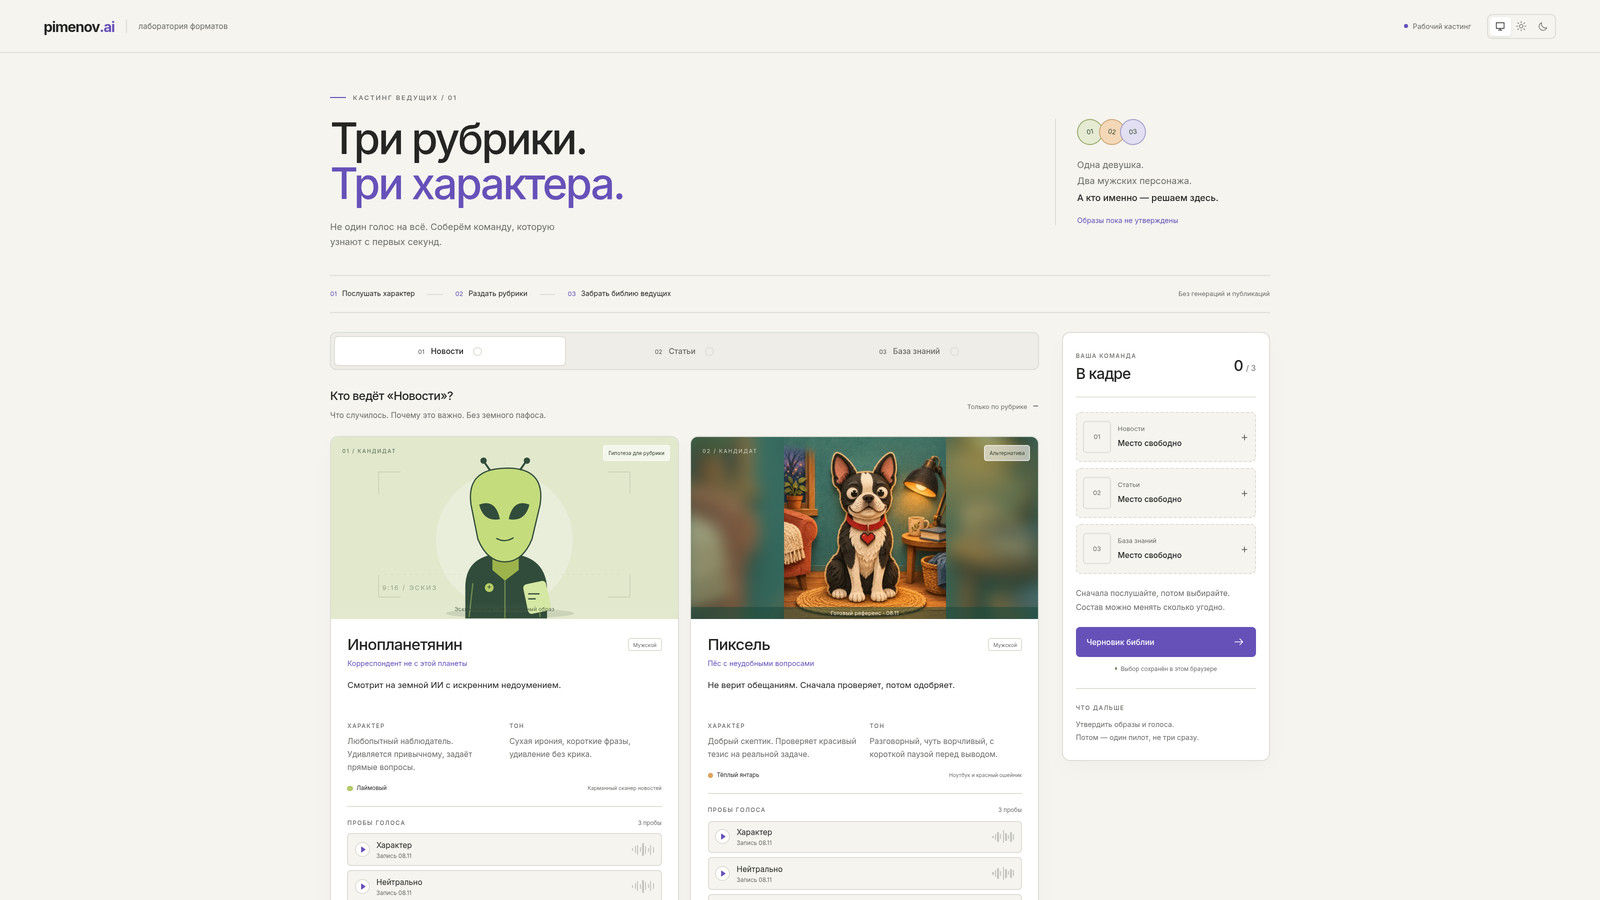 pimenov.ai
лаборатория форматов
Рабочий кастинг
КАСТИНГ ВЕДУЩИХ / 01
Три рубрики.
Три характера.
Не один голос на всё. Соберём команду, которую
узнают с первых секунд.
01 02 03
Одна девушка.
Два мужских персонажа.
А кто именно — решаем здесь.
Образы пока не утверждены
01 Послушать характер
02 Раздать рубрики
03 Забрать библию ведущих
Без генераций и публикаций
01 Новости
02 Статьи
03 База знаний
Кто ведёт «Новости»?
Что случилось. Почему это важно. Без земного пафоса.
Только по рубрике
01 / КАНДИДАТ
Гипотеза для рубрики
9:16 / ЭСКИЗ
образ
Инопланетянин
Мужской
Корреспондент не с этой планеты
Смотрит на земной ИИ с искренним недоумением.
ХАРАКТЕР
Любопытный наблюдатель.
Удивляется привычному, задаёт
прямые вопросы.
ТОН
Сухая ирония, короткие фразы,
удивление без крика.
Лаймовый
Карманный сканер новостей
ПРОБЫ ГОЛОСА
3 пробы
Характер
Запись 08.11
Нейтрально
Запись 08.11
02 / КАНДИДАТ
Альтернатива
Готовый референс · 08.11
Пиксель
Мужской
Пёс с неудобными вопросами
Не верит обещаниям. Сначала проверяет, потом одобряет.
ХАРАКТЕР
Добрый скептик. Проверяет красивый
тезис на реальной задаче.
ТОН
Разговорный, чуть ворчливый, с
короткой паузой перед выводом.
Тёплый янтарь
Ноутбук и красный ошейник
ПРОБЫ ГОЛОСА
3 пробы
Характер
Запись 08.11
Нейтрально
Запись 08.11
ВАША КОМАНДА
В кадре
0 / 3
01
Новости
Место свободно
+
02
Статьи
Место свободно
+
03
База знаний
Место свободно
+
Сначала послушайте, потом выбирайте.
Состав можно менять сколько угодно.
Черновик библии
Выбор сохранён в этом браузере
ЧТО ДАЛЬШЕ
Утвердить образы и голоса.
Потом — один пилот, не три сразу.